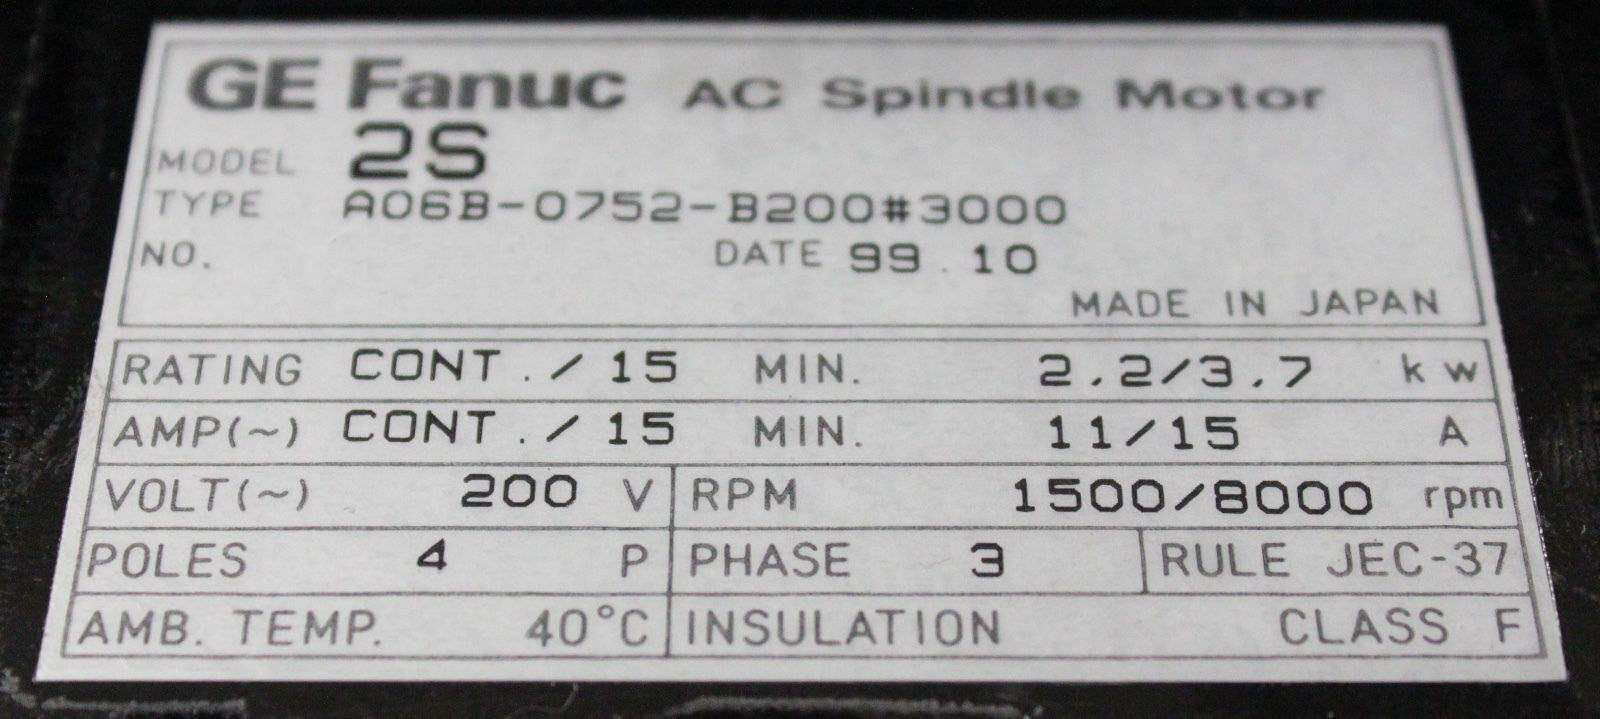 GE Fanuc AC Spindle Motor
MODEL 2S
TYPE A06B-0752-B200#3000
NO. DATE 99.10
MADE IN JAPAN
RATING CONT./15 MIN. 2.2/3.7 kw
AMP(~) CONT./15 MIN. 11/15 A
VOLT(~) 200 V RPM 1500/8000 rpm
POLES 4 P PHASE 3 RULE JEC-37
AMB. TEMP. 40°C INSULATION CLASS F